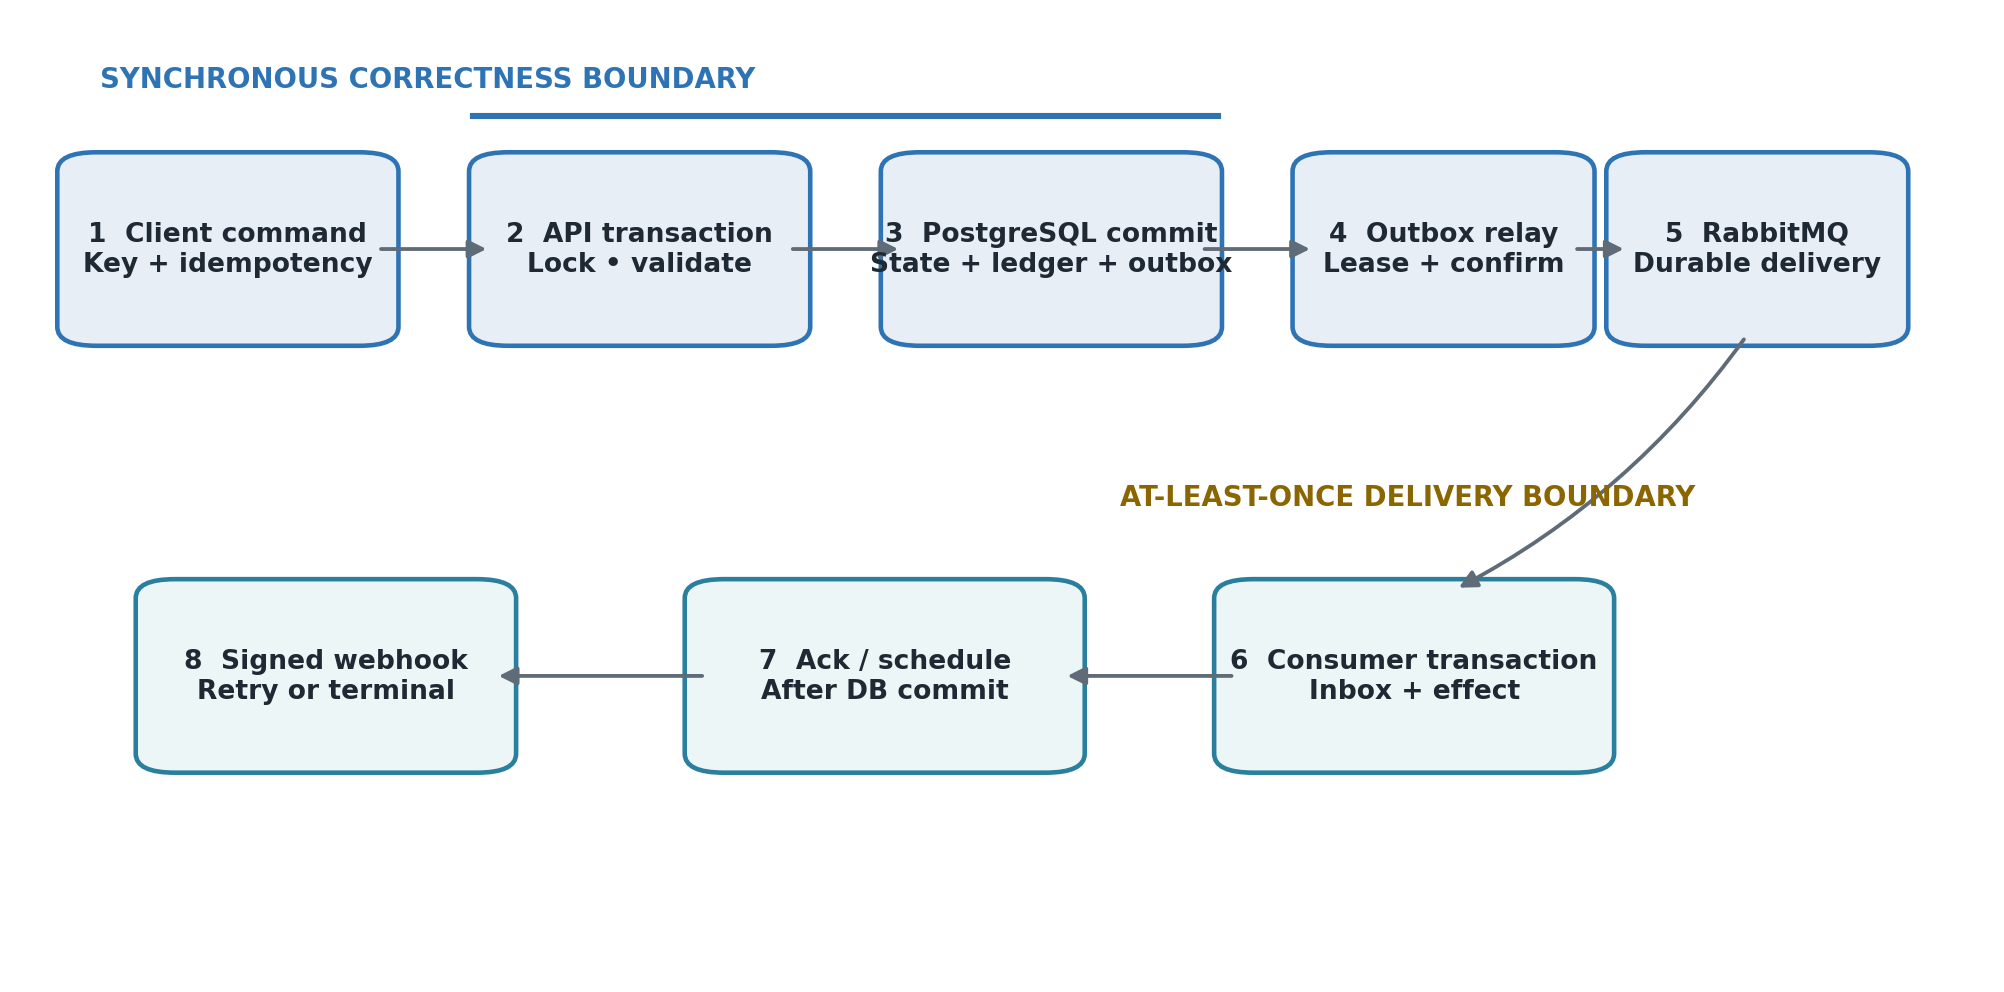 SYNCHRONOUS CORRECTNESS BOUNDARY
1  Client command
Key + idempotency
2  API transaction
Lock • validate
3  PostgreSQL commit
State + ledger + outbox
4  Outbox relay
Lease + confirm
5  RabbitMQ
Durable delivery
AT-LEAST-ONCE DELIVERY BOUNDARY
8  Signed webhook
Retry or terminal
7  Ack / schedule
After DB commit
6  Consumer transaction
Inbox + effect